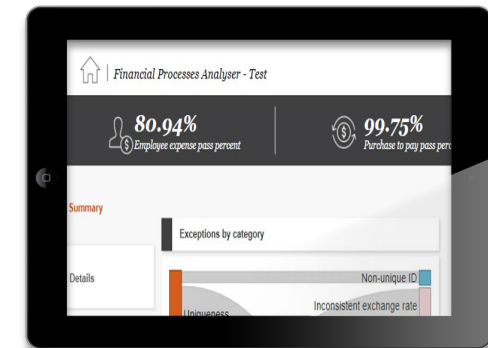 Financial Processes Analyser - Test
80.94%
Employee expense pass percent
99.75%
Purchase to pay pass perc
Summary
Exceptions by category
Details
Non-unique ID
Uniqueness
Inconsistent exchange rate